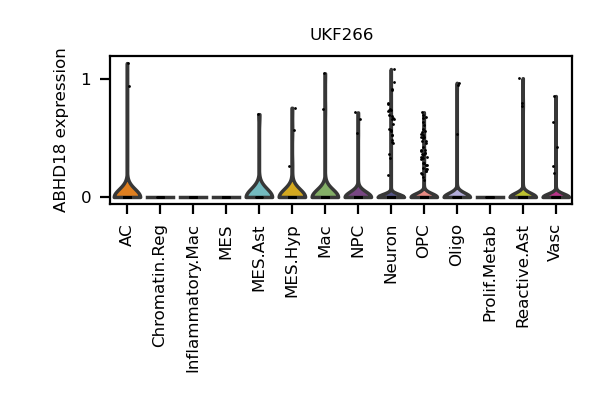 UKF266
ABHD18 expression
1
0
AC
Chromatin.Reg
Inflammatory.Mac
MES
MES.Ast
MES.Hyp
Mac
NPC
Neuron
OPC
Oligo
Prolif.Metab
Reactive.Ast
Vasc